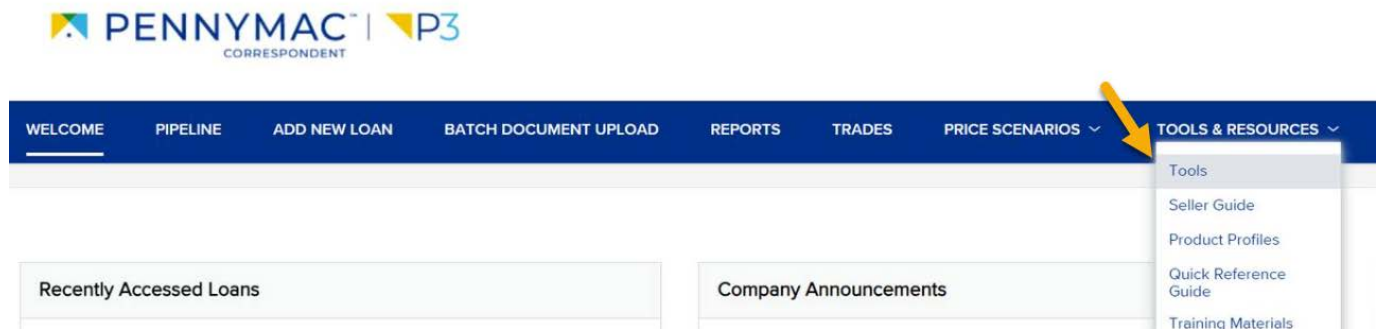 PENNYMAC™ | P3
CORRESPONDENT
WELCOME PIPELINE ADD NEW LOAN BATCH DOCUMENT UPLOAD REPORTS TRADES PRICE SCENARIOS TOOLS & RESOURCES
Tools
Seller Guide
Product Profiles
Quick Reference
Guide
Training Materials
Recently Accessed Loans
Company Announcements